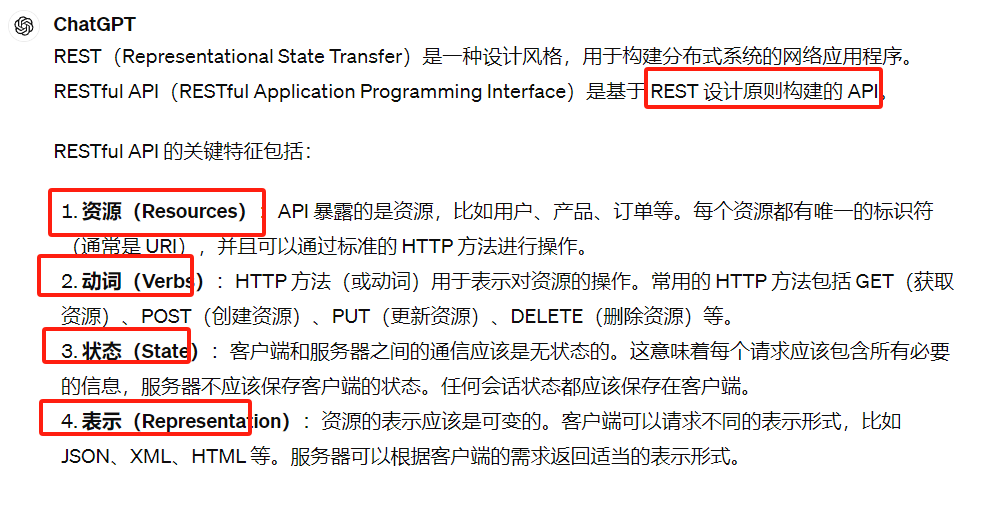 ChatGPT
REST（Representational State Transfer）是一种设计风格，用于构建分布式系统的网络应用程序。
RESTful API（RESTful Application Programming Interface）是基于 REST 设计原则构建的 API。
RESTful API 的关键特征包括：
1. 资源（Resources）：API 暴露的是资源，比如用户、产品、订单等。每个资源都有唯一的标识符
（通常是 URI），并且可以通过标准的 HTTP 方法进行操作。
2. 动词（Verbs）：HTTP 方法（或动词）用于表示对资源的操作。常用的 HTTP 方法包括 GET（获取
资源）、POST（创建资源）、PUT（更新资源）、DELETE（删除资源）等。
3. 状态（State）：客户端和服务器之间的通信应该是无状态的。这意味着每个请求应该包含所有必要
的信息，服务器不应该保存客户端的状态。任何会话状态都应该保存在客户端。
4. 表示（Representation）：资源的表示应该是可变的。客户端可以请求不同的表示形式，比如
JSON、XML、HTML 等。服务器可以根据客户端的需求返回适当的表示形式。